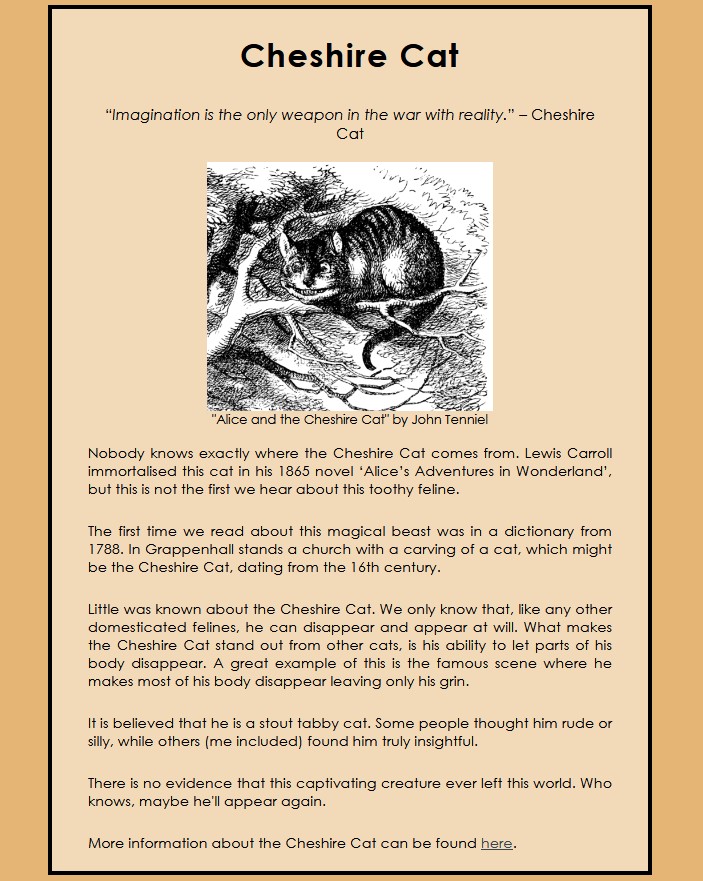 Cheshire Cat
“Imagination is the only weapon in the war with reality.” – Cheshire
Cat
"Alice and the Cheshire Cat" by John Tenniel
Nobody knows exactly where the Cheshire Cat comes from. Lewis Carroll
immortalised this cat in his 1865 novel ‘Alice’s Adventures in Wonderland’,
but this is not the first we hear about this toothy feline.
The first time we read about this magical beast was in a dictionary from
1788. In Grappenhall stands a church with a carving of a cat, which might
be the Cheshire Cat, dating from the 16th century.
Little was known about the Cheshire Cat. We only know that, like any other
domesticated felines, he can disappear and appear at will. What makes
the Cheshire Cat stand out from other cats, is his ability to let parts of his
body disappear. A great example of this is the famous scene where he
makes most of his body disappear leaving only his grin.
It is believed that he is a stout tabby cat. Some people thought him rude or
silly, while others (me included) found him truly insightful.
There is no evidence that this captivating creature ever left this world. Who
knows, maybe he'll appear again.
More information about the Cheshire Cat can be found here.